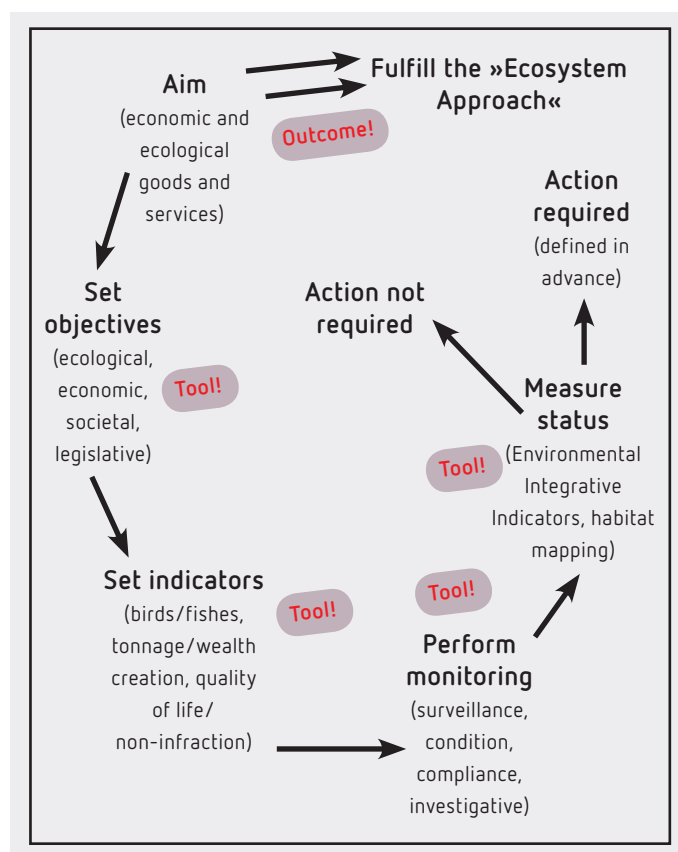 Aim
(economic and
ecological
goods and
services)
Outcome!
Fulfill the »Ecosystem
Approach«
Set
objectives
(ecological,
economic,
societal,
legislative)
Tool!
Set indicators
(birds/fishes,
tonnage/wealth
creation, quality
of life/
non-infraction)
Tool!
Perform
monitoring
(surveillance,
condition,
compliance,
investigative)
Tool!
Measure
status
(Environmental
Integrative
Indicators, habitat
mapping)
Tool!
Action not
required
Action
required
(defined in
advance)